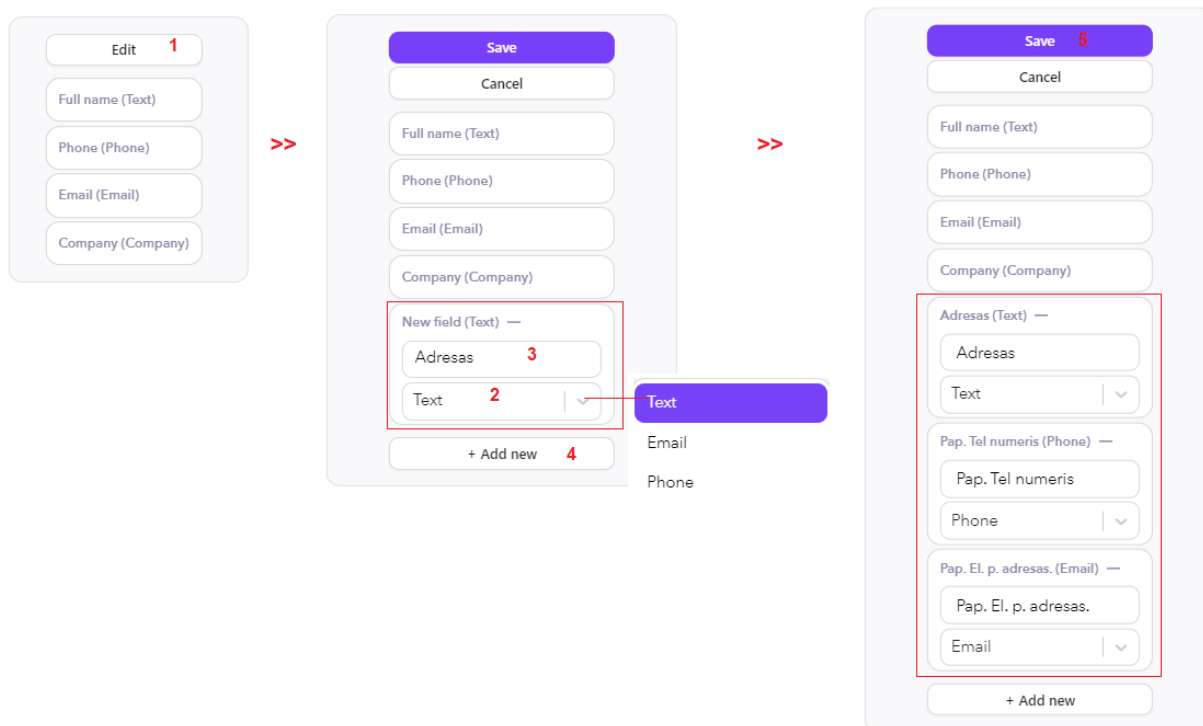 Edit 1
Full name (Text)
Phone (Phone)
Email (Email)
Company (Company)
>>
Save
Cancel
Full name (Text)
Phone (Phone)
Email (Email)
Company (Company)
New field (Text) —
Adresas 3
Text 2
+ Add new 4
Text
Email
Phone
>>
Save 5
Cancel
Full name (Text)
Phone (Phone)
Email (Email)
Company (Company)
Adresas (Text) —
Adresas
Text
Pap. Tel numeris (Phone) —
Pap. Tel numeris
Phone
Pap. El. p. adresas. (Email) —
Pap. El. p. adresas.
Email
+ Add new